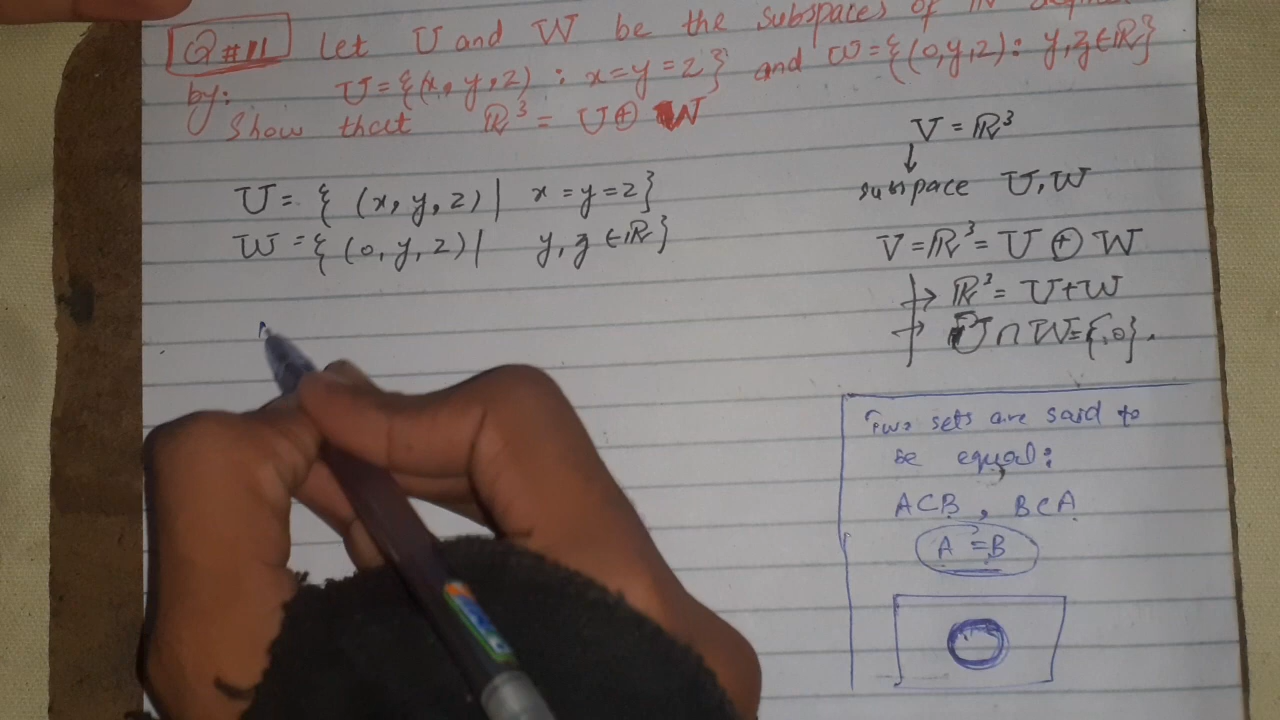 Q #11 Let U and W be the subspaces of
by: U={(x, y, z) : x=y=z} and W={(0,y,z): y,z∈ℝ}
Show that ℝ³ = U⊕ W
V = ℝ³
↓
subspace U, W
U = { (x, y, z) | x = y = z}
W = { (0, y, z) | y, z ∈ ℝ}
V = ℝ³ = U ⊕ W
→ ℝ³ = U+W
→ U ∩ W = {0}.
Two sets are said to
be equal:
A⊂B , B⊂A
A = B